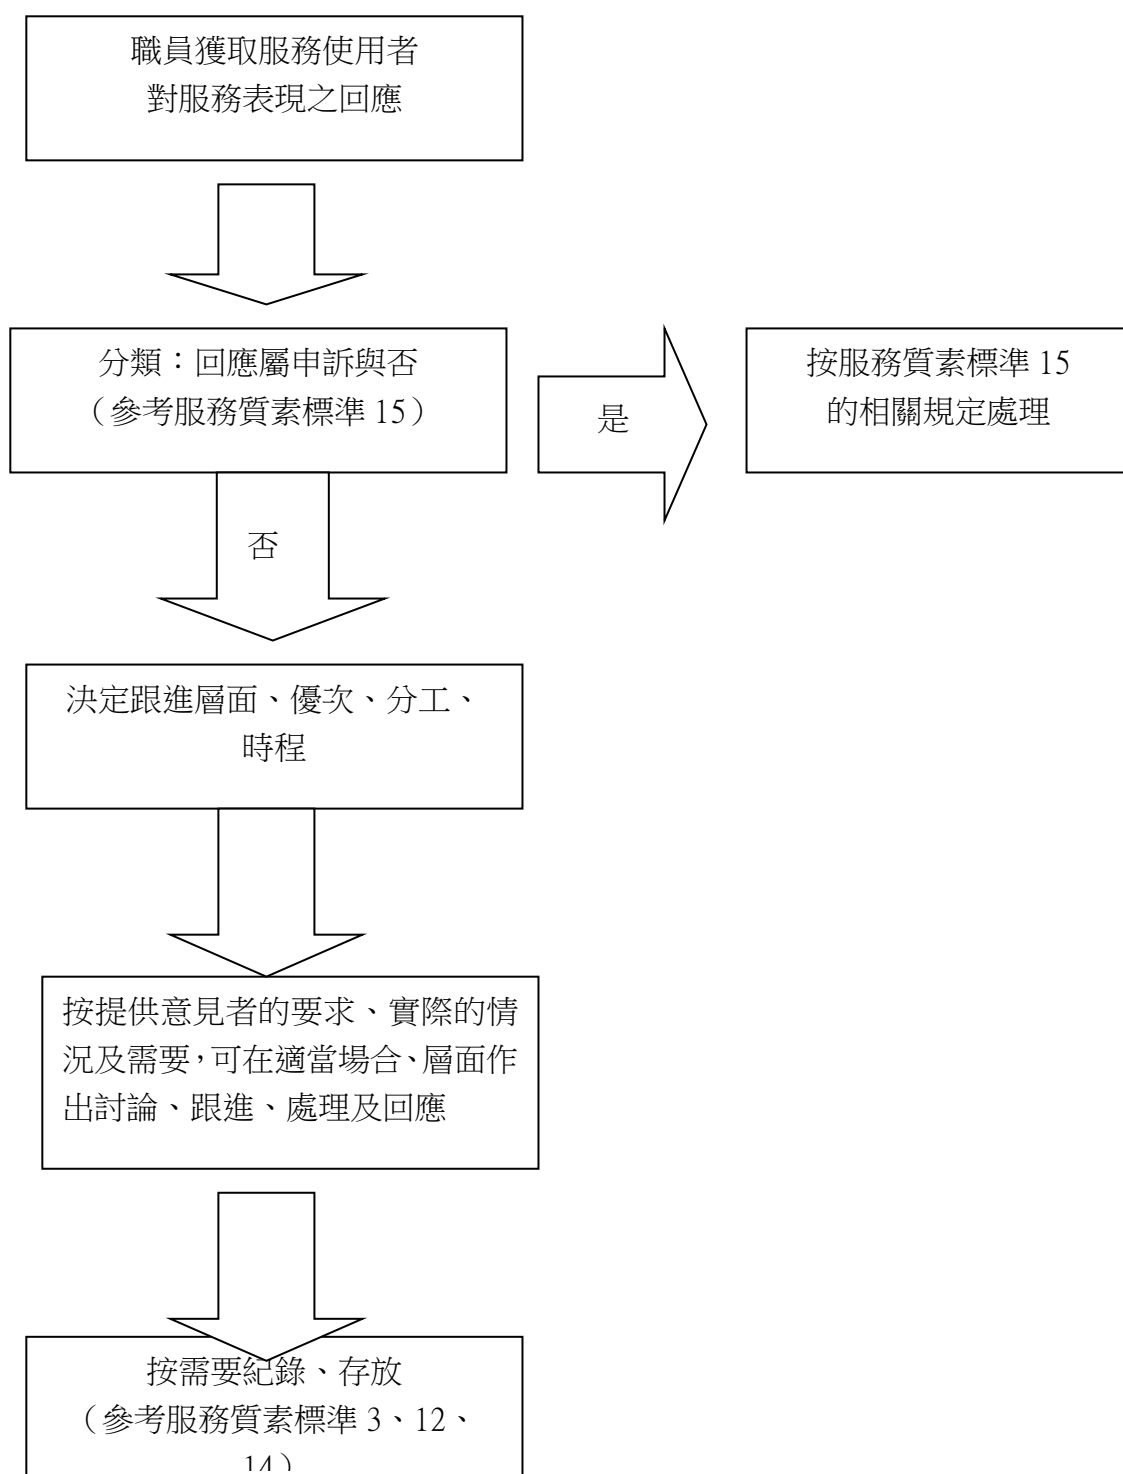 職員獲取服務使用者
對服務表現之回應
分類：回應屬申訴與否
（參考服務質素標準 15）
是
按服務質素標準 15
的相關規定處理
否
決定跟進層面、優次、分工、
時程
按提供意見者的要求、實際的情
況及需要，可在適當場合、層面作
出討論、跟進、處理及回應
按需要紀錄、存放
（參考服務質素標準 3、12、
14）